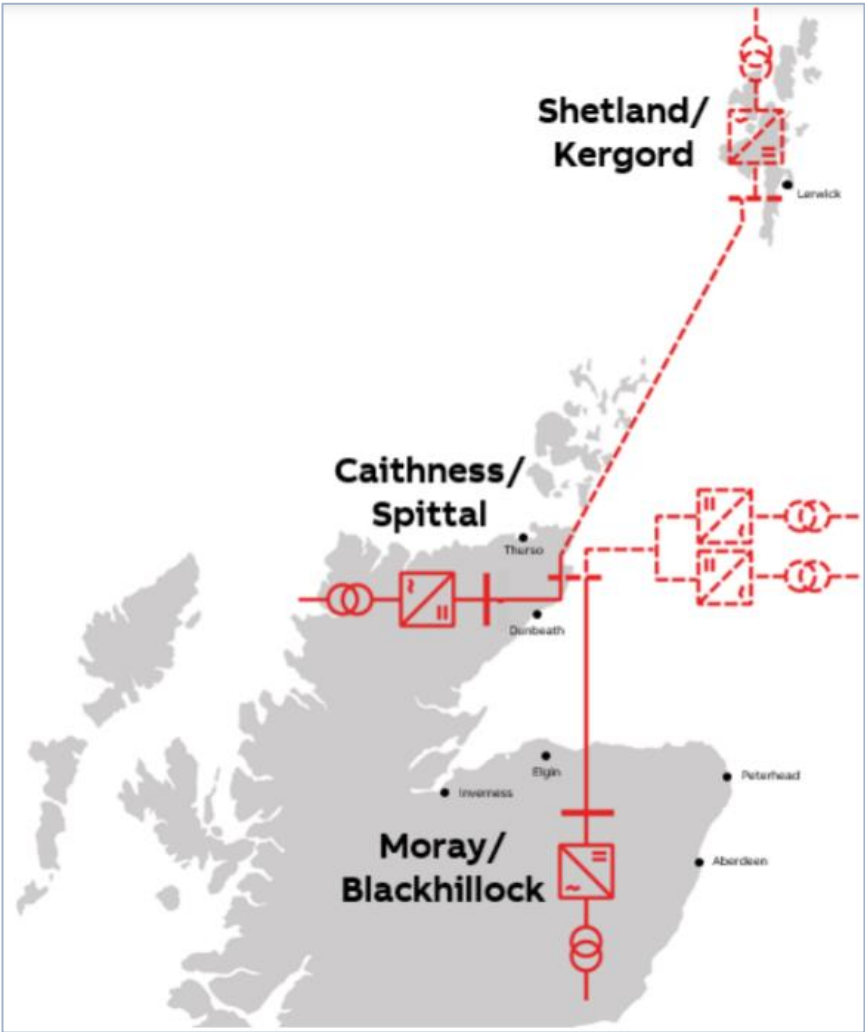 Shetland/
Kergord
Lerwick
Caithness/
Spittal
Thurso
Dunbeath
Elgin
Inverness
Peterhead
Moray/
Blackhillock
Aberdeen